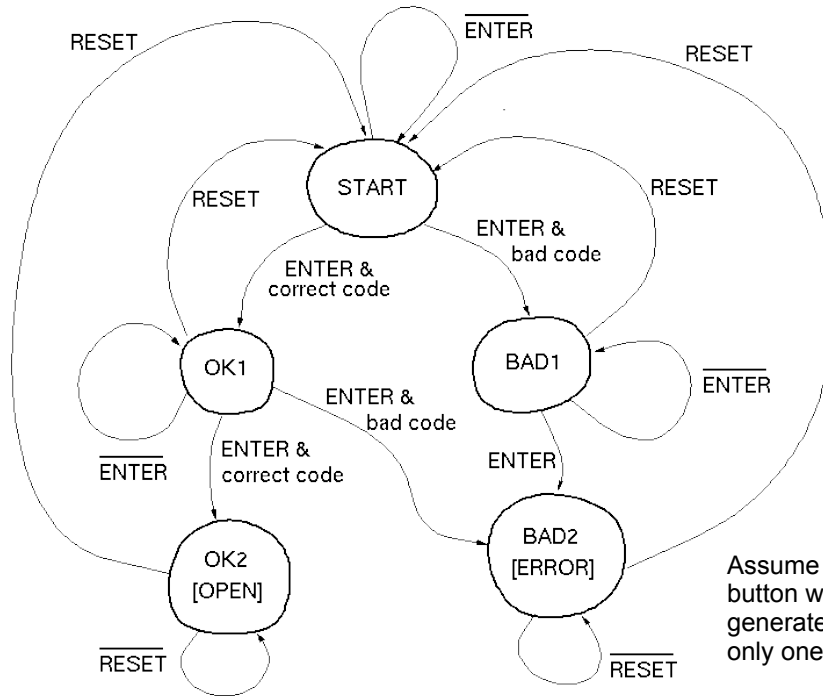 RESET
ENTER
RESET
RESET
START
RESET
ENTER &
correct code
ENTER &
bad code
OK1
BAD1
ENTER &
bad code
ENTER
ENTER
ENTER &
correct code
ENTER
OK2
[OPEN]
BAD2
[ERROR]
RESET
RESET
Assume
button w
generate
only one